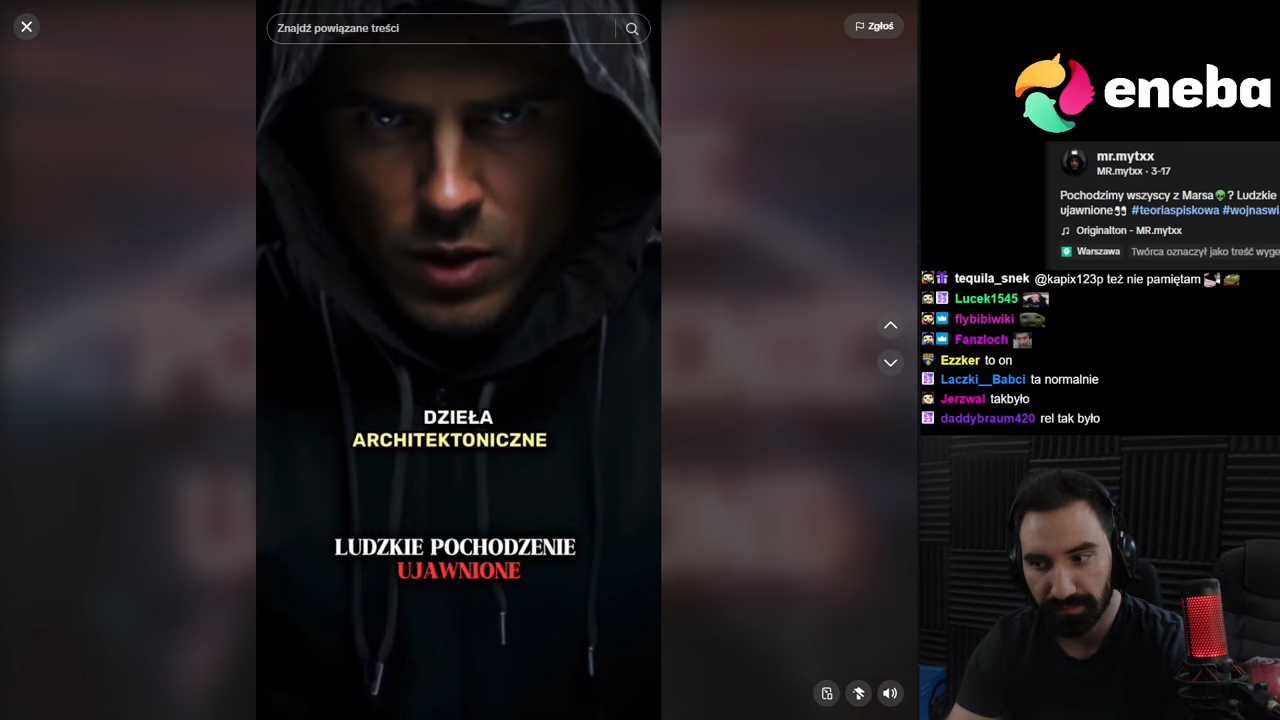 Znajdź powiązane treści
Zgłoś
DZIEŁA
ARCHITEKTONICZNE
LUDZKIE POCHODZENIE
UJAWNIONE
eneba
mr.mytxx
MR.mytxx · 3-17
Pochodzimy wszyscy z Marsa👽? Ludzkie
ujawnione👀 #teoriaspiskowa #wojnaswi
Originalton - MR.mytxx
Warszawa Twórca oznaczył jako treść wyge
tequila_snek @kapix123p też nie pamiętam
Lucek1545
flybibiwiki
Fanzloch
Ezzker to on
Laczki__Babci ta normalnie
Jerzwal takbyło
daddybraum420 rel tak było